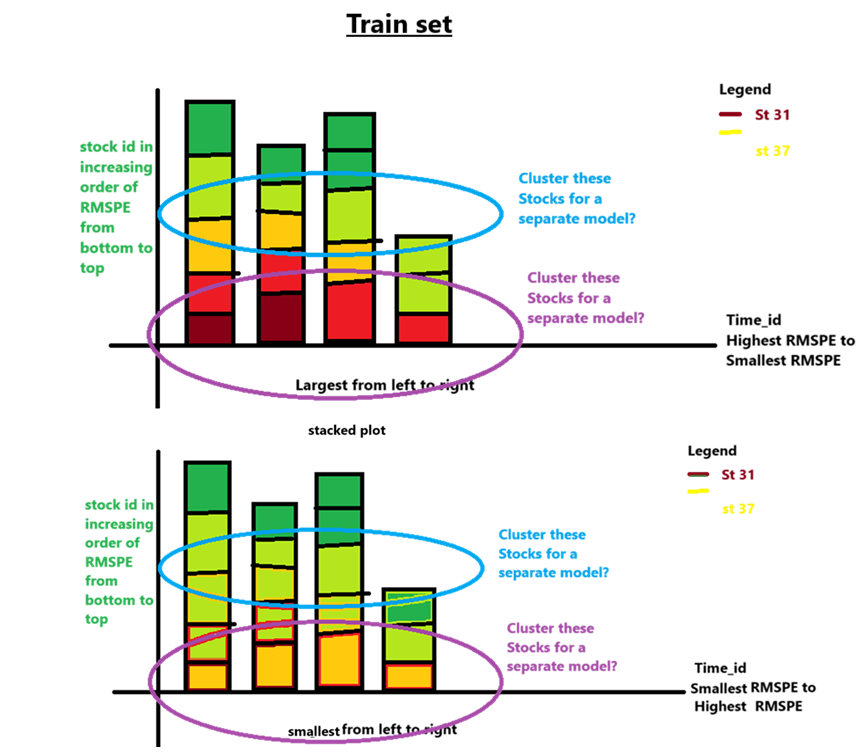 Train set
Legend
St 31
st 37
stock id in
increasing
order of
RMSPE
from
bottom to
top
Cluster these
Stocks for a
separate model?
Cluster these
Stocks for a
separate model?
Time_id
Highest RMSPE to
Smallest RMSPE
Largest from left to right
stacked plot
Legend
St 31
st 37
stock id in
increasing
order of
RMSPE
from
bottom to
top
Cluster these
Stocks for a
separate model?
Cluster these
Stocks for a
separate model?
Time_id
Smallest RMSPE to
Highest RMSPE
smallest from left to right